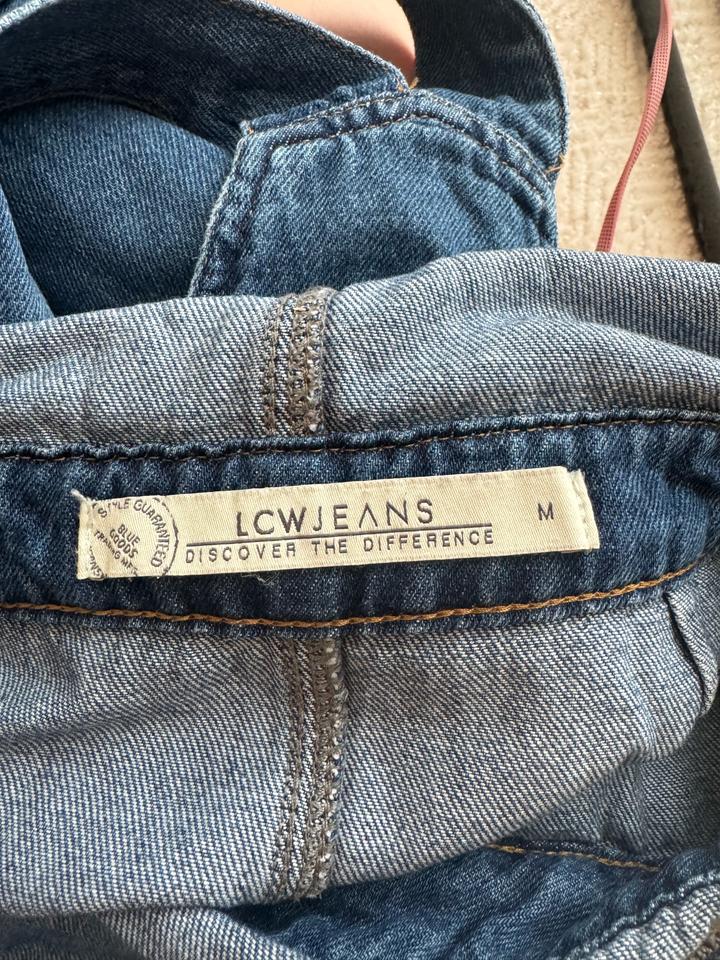 STYLE GUARANTEED
BLUE
GOODS
LCWJEANS
DISCOVER THE DIFFERENCE
M